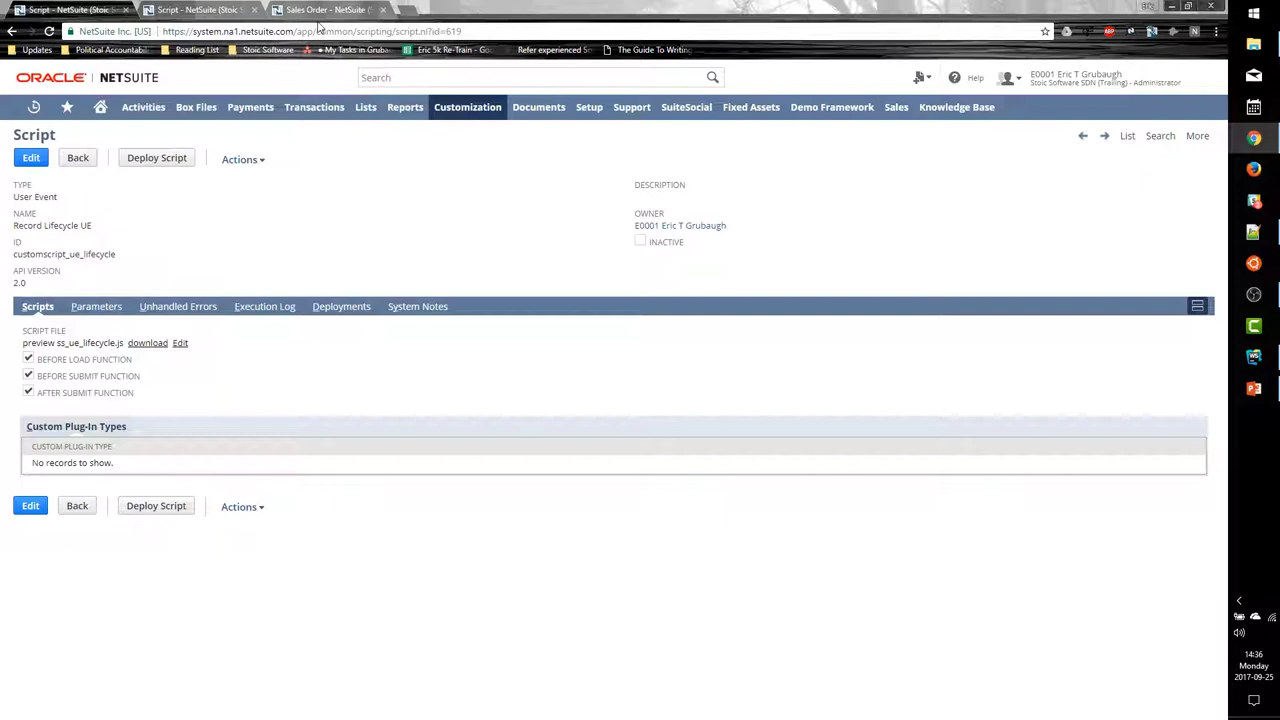 Script - NetSuite (Stoic
Script - NetSuite (Stoic S
Sales Order - NetSuite (
NetSuite Inc. [US]
https://system.na1.netsuite.com/app/common/scripting/script.nl?id=619
Updates
Political Accountabil
Reading List
Stoic Software
• My Tasks in Gruba
Eric 5k Re-Train - Go
Refer experienced S
The Guide To Writing
ORACLE NETSUITE
Search
Help
E0001 Eric T Grubaugh
Stoic Software SDN (Trailing) - Administrator
Activities
Box Files
Payments
Transactions
Lists
Reports
Customization
Documents
Setup
Support
SuiteSocial
Fixed Assets
Demo Framework
Sales
Knowledge Base
Script
List
Search
More
Edit
Back
Deploy Script
Actions
TYPE
User Event
NAME
Record Lifecycle UE
ID
customscript_ue_lifecycle
API VERSION
2.0
DESCRIPTION
OWNER
E0001 Eric T Grubaugh
INACTIVE
Scripts
Parameters
Unhandled Errors
Execution Log
Deployments
System Notes
SCRIPT FILE
preview ss_ue_lifecycle.js download Edit
BEFORE LOAD FUNCTION
BEFORE SUBMIT FUNCTION
AFTER SUBMIT FUNCTION
Custom Plug-In Types
CUSTOM PLUG-IN TYPE
No records to show.
Edit
Back
Deploy Script
Actions
14:36
Monday
2017-09-25